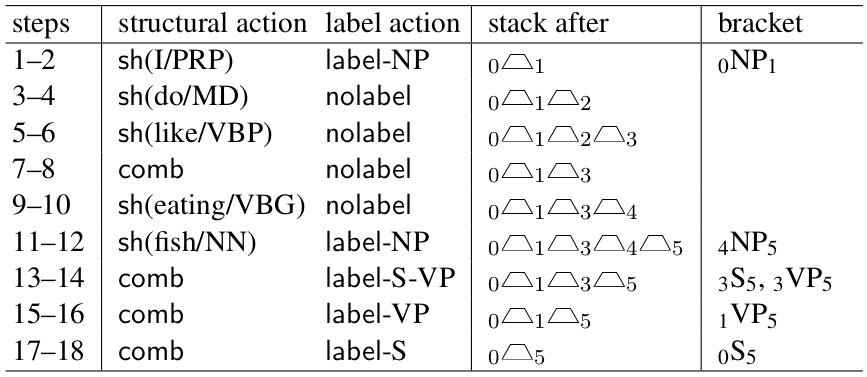 steps structural action label action stack after bracket
1–2 sh(I/PRP) label-NP ₀⏢₁ ₀NP₁
3–4 sh(do/MD) nolabel ₀⏢₁⏢₂
5–6 sh(like/VBP) nolabel ₀⏢₁⏢₂⏢₃
7–8 comb nolabel ₀⏢₁⏢₃
9–10 sh(eating/VBG) nolabel ₀⏢₁⏢₃⏢₄
11–12 sh(fish/NN) label-NP ₀⏢₁⏢₃⏢₄⏢₅ ₄NP₅
13–14 comb label-S-VP ₀⏢₁⏢₃⏢₅ ₃S₅, ₃VP₅
15–16 comb label-VP ₀⏢₁⏢₅ ₁VP₅
17–18 comb label-S ₀⏢₅ ₀S₅